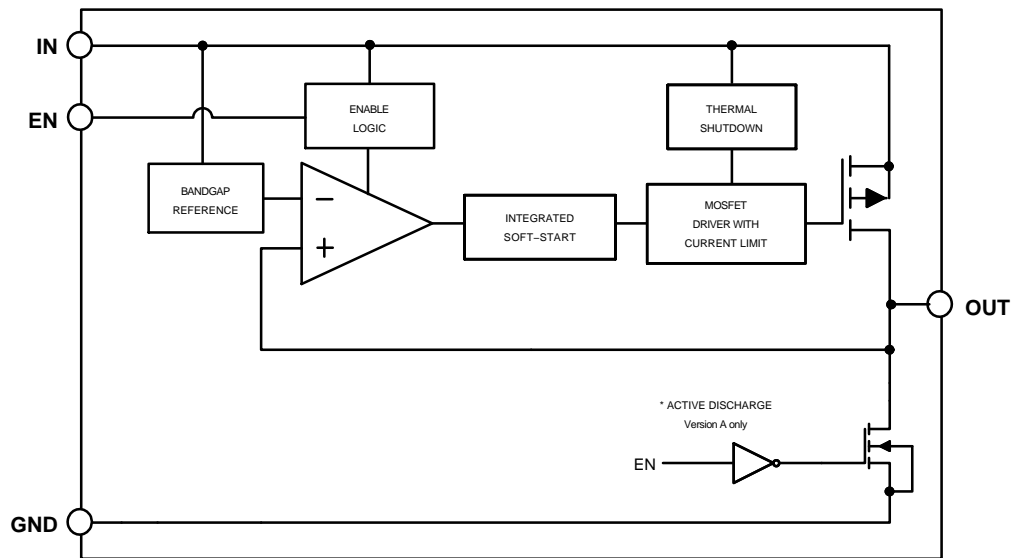 IN
EN
ENABLE
LOGIC
THERMAL
SHUTDOWN
BANDGAP
REFERENCE
−
+
INTEGRATED
SOFT−START
MOSFET
DRIVER WITH
CURRENT LIMIT
OUT
* ACTIVE DISCHARGE
Version A only
EN
GND